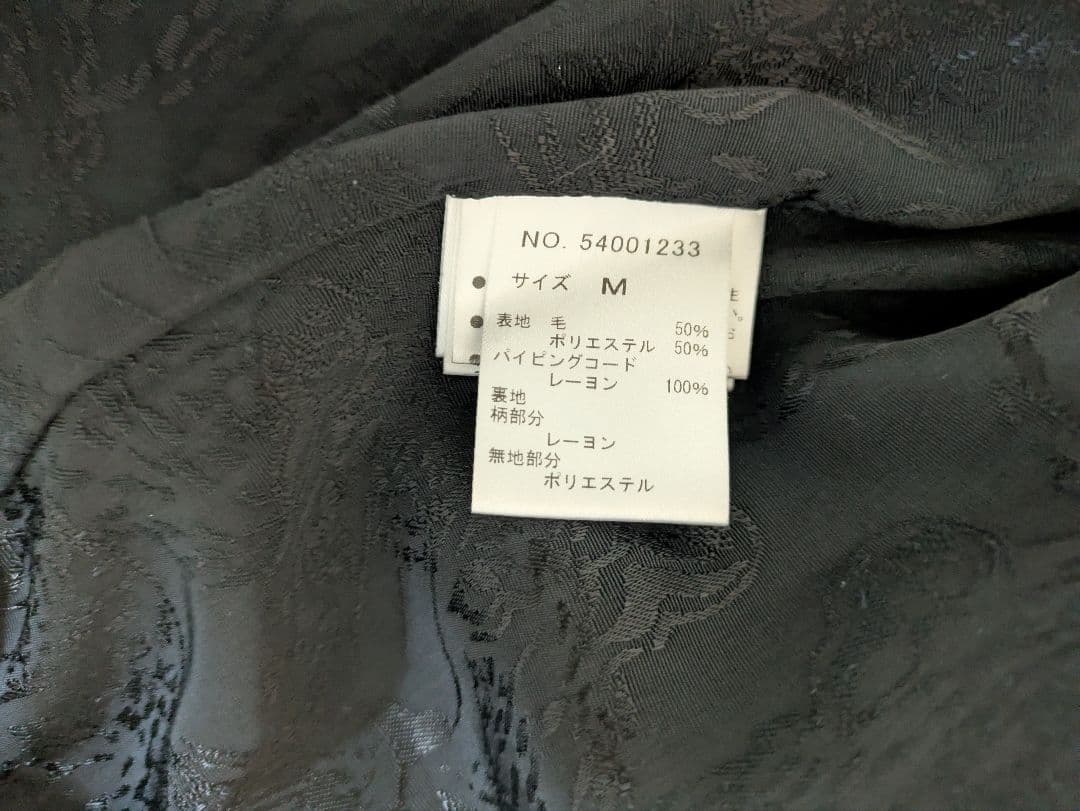 NO. 54001233
サイズ M
表地 毛 50%
ポリエステル 50%
パイピングコード
レーヨン 100%
裏地
柄部分
レーヨン
無地部分
ポリエステル